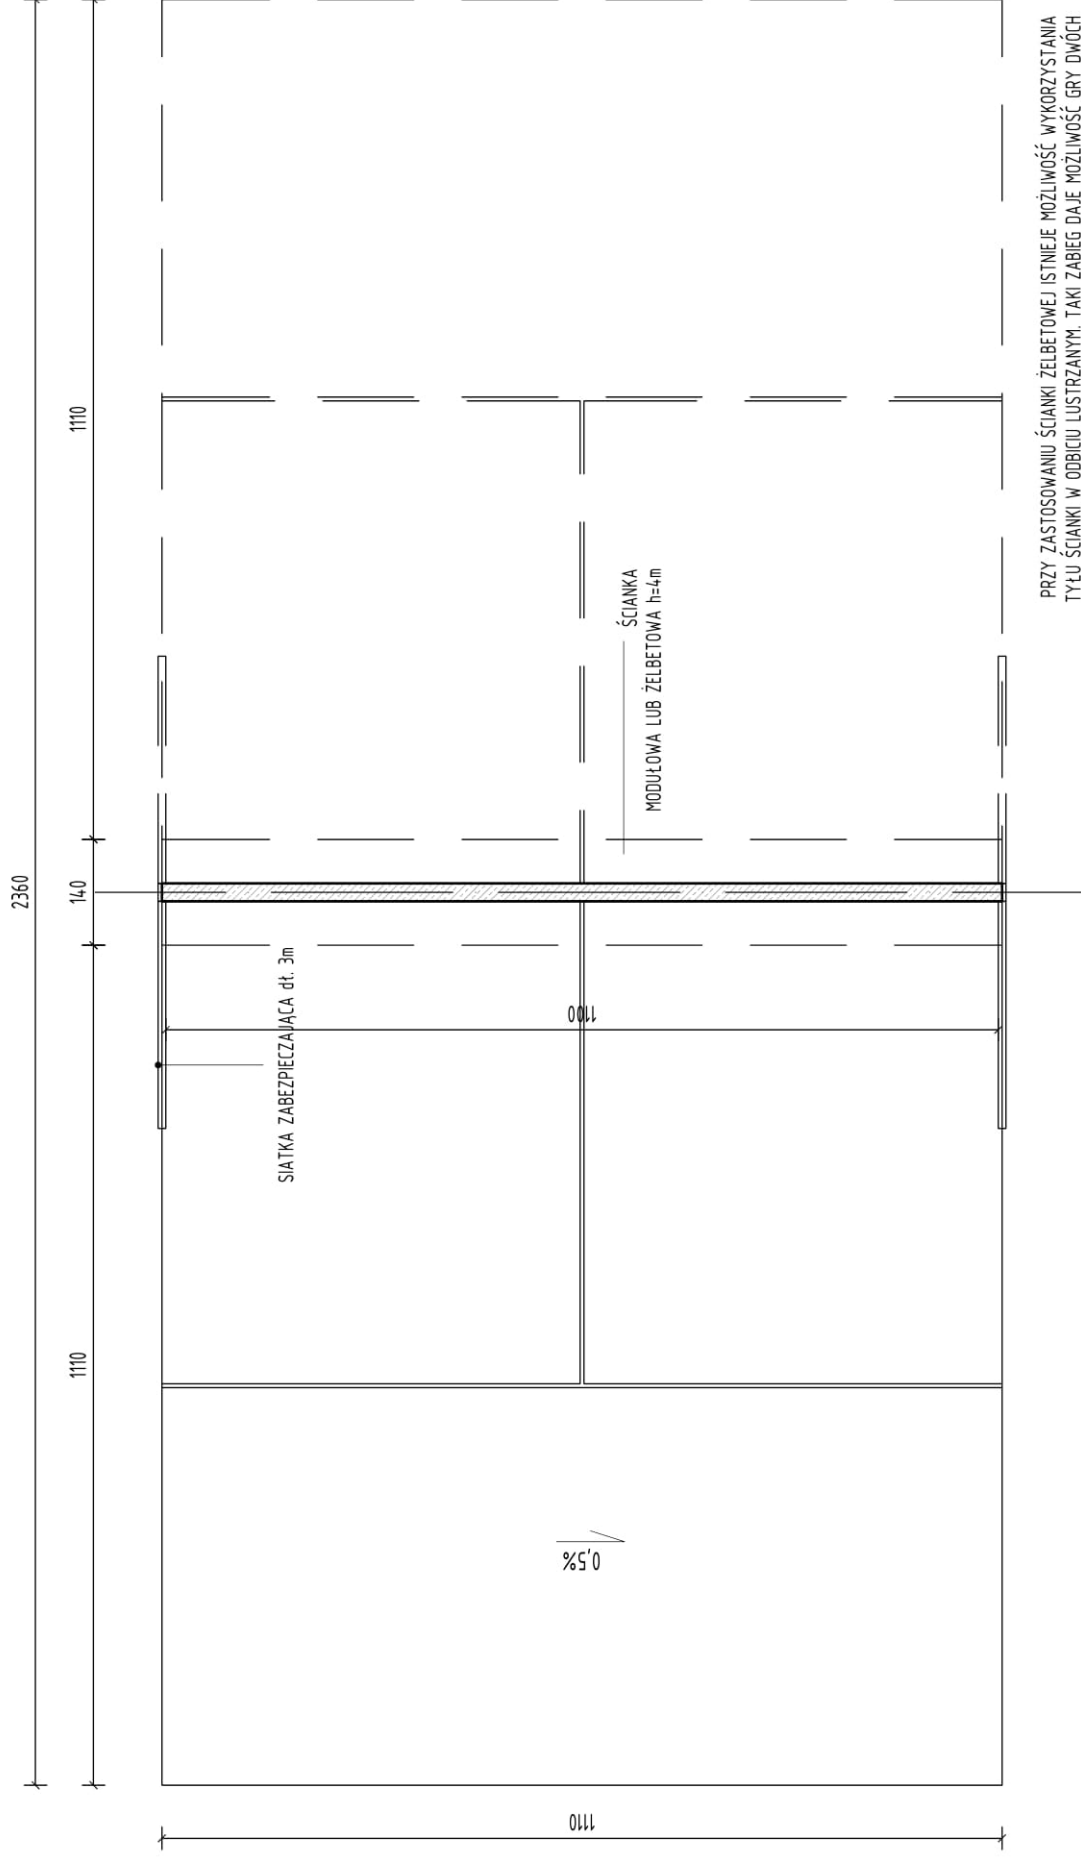 2360
1110
140
1110
SIATKA ZABEZPIECZAJĄCA dł. 3m
1100
ŚCIANKA
MODUŁOWA LUB ŻELBETOWA h=4m
0,5%
1110
PRZY ZASTOSOWANIU ŚCIANKI ŻELBETOWEJ ISTNIEJE MOŻLIWOŚĆ WYKORZYSTANIA
TYŁU ŚCIANKI W ODBICIU LUSTRZANYM. TAKI ZABIEG DAJE MOŻLIWOŚĆ GRY DWÓCH